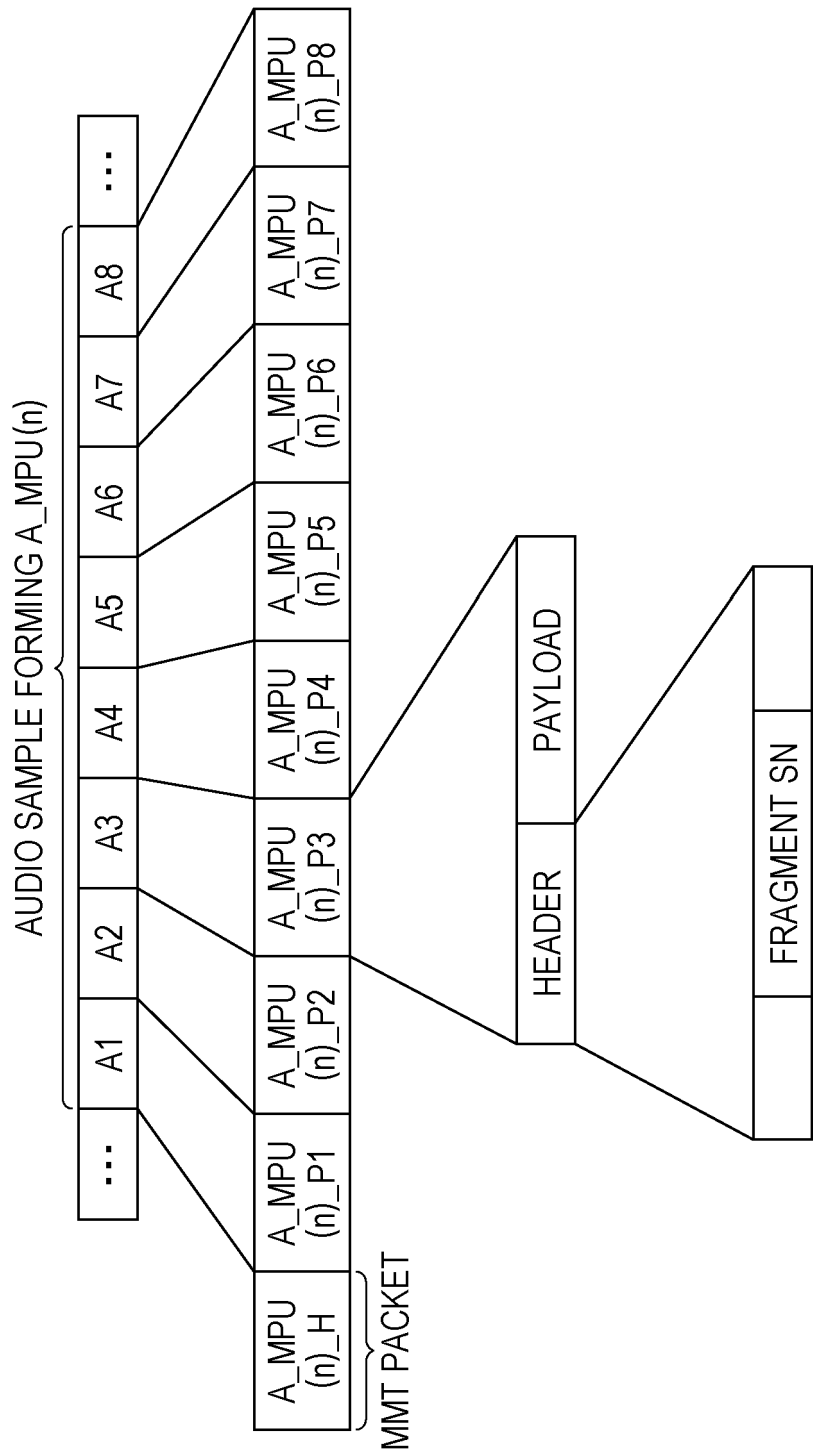 AUDIO SAMPLE FORMING A_MPU(n)
... A1 A2 A3 A4 A5 A6 A7 A8 ...
A_MPU
(n)_H
A_MPU
(n)_P1
A_MPU
(n)_P2
A_MPU
(n)_P3
A_MPU
(n)_P4
A_MPU
(n)_P5
A_MPU
(n)_P6
A_MPU
(n)_P7
A_MPU
(n)_P8
MMT PACKET
HEADER PAYLOAD
FRAGMENT SN